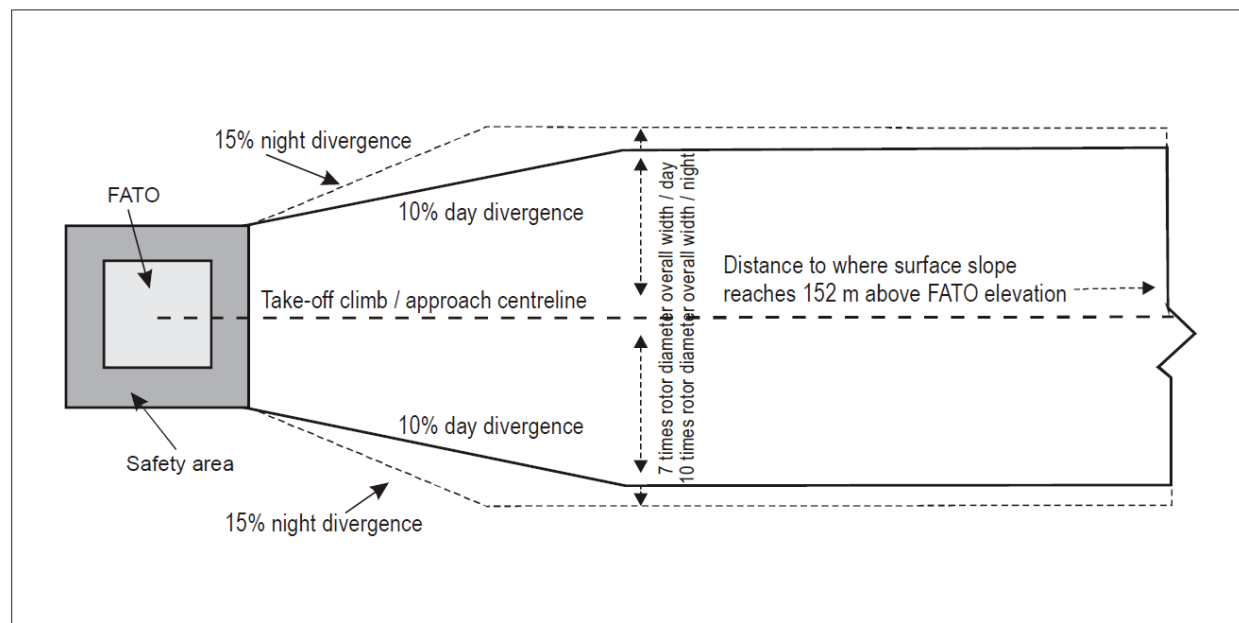 15% night divergence
FATO
10% day divergence
7 times rotor diameter overall width / day
10 times rotor diameter overall width / night
Distance to where surface slope
reaches 152 m above FATO elevation
Take-off climb / approach centreline
10% day divergence
Safety area
15% night divergence